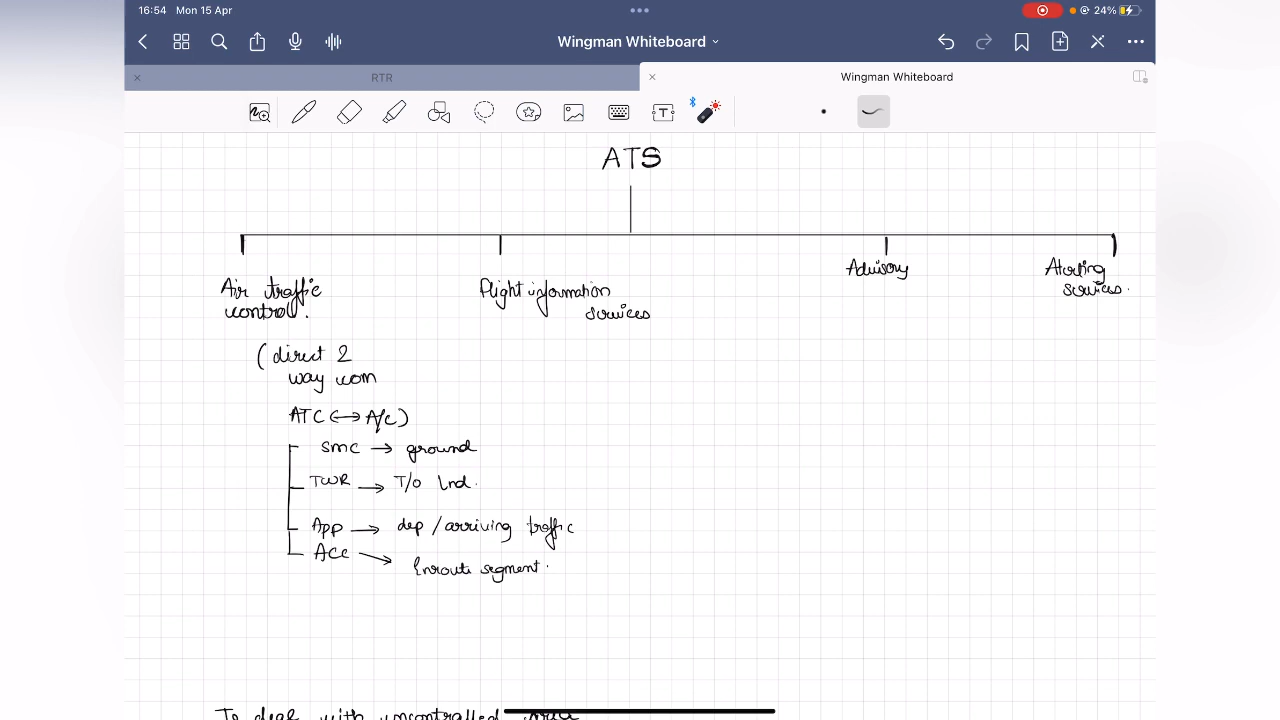 16:54 Mon 15 Apr
24%
Wingman Whiteboard
RTR
Wingman Whiteboard
ATS
Air traffic
control.
Flight information
services
Advisory
Alerting
services.
(direct 2
way com
ATC ↔ A/C)
SMC → ground
TWR → T/O lnd.
App → dep / arriving traffic
ACC → Enroute segment.
To deal with uncontrolled